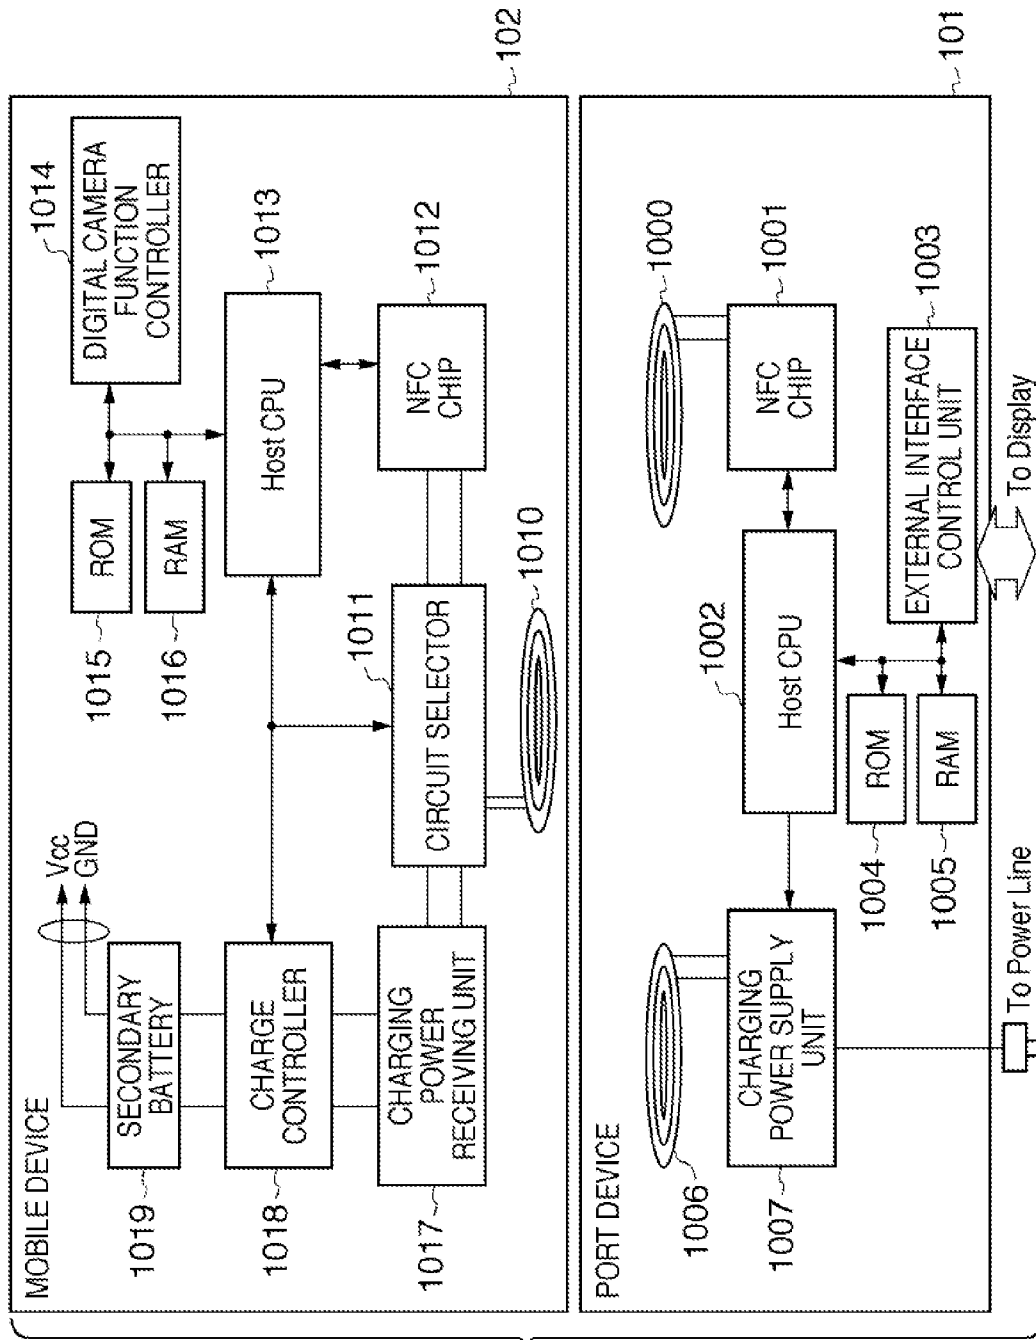 MOBILE DEVICE
102
Vcc
GND
SECONDARY
BATTERY
1019
CHARGE
CONTROLLER
1018
CHARGING
POWER
RECEIVING UNIT
1017
ROM
1015
RAM
1016
DIGITAL CAMERA
FUNCTION
CONTROLLER
1014
Host CPU
1013
CIRCUIT SELECTOR
1011
1010
NFC
CHIP
1012
PORT DEVICE
101
1006
CHARGING
POWER SUPPLY
UNIT
1007
Host CPU
1002
ROM
1004
RAM
1005
1000
NFC
CHIP
1001
EXTERNAL INTERFACE
CONTROL UNIT
1003
To Power Line
To Display